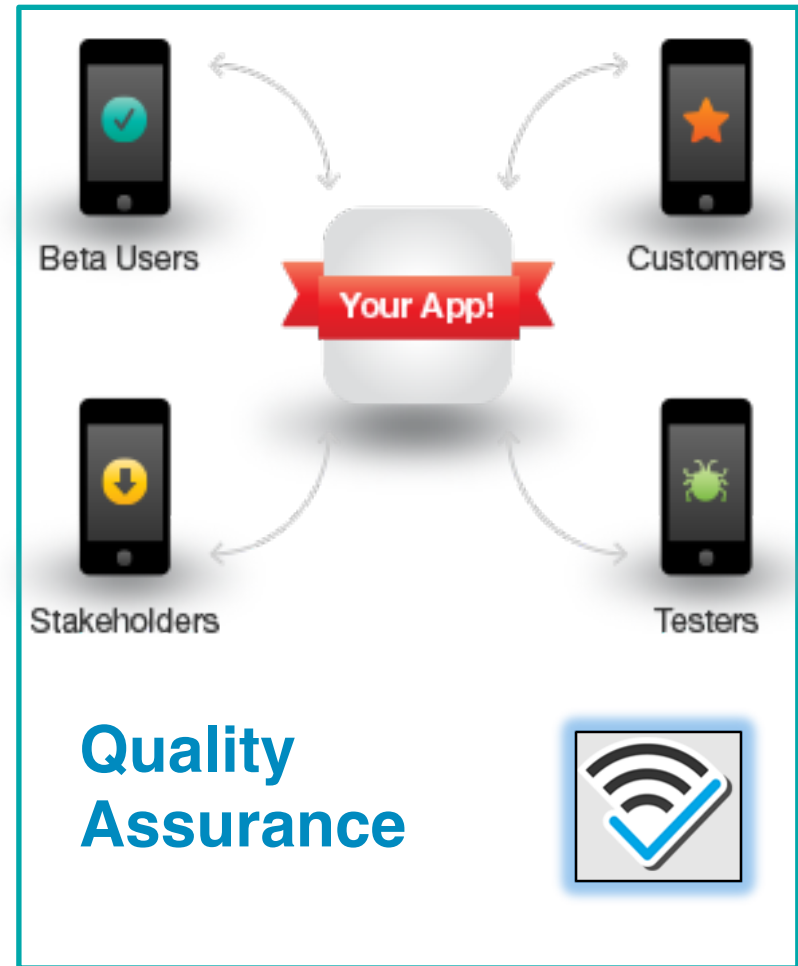 Beta Users
Customers
Your App!
Stakeholders
Testers
Quality
Assurance